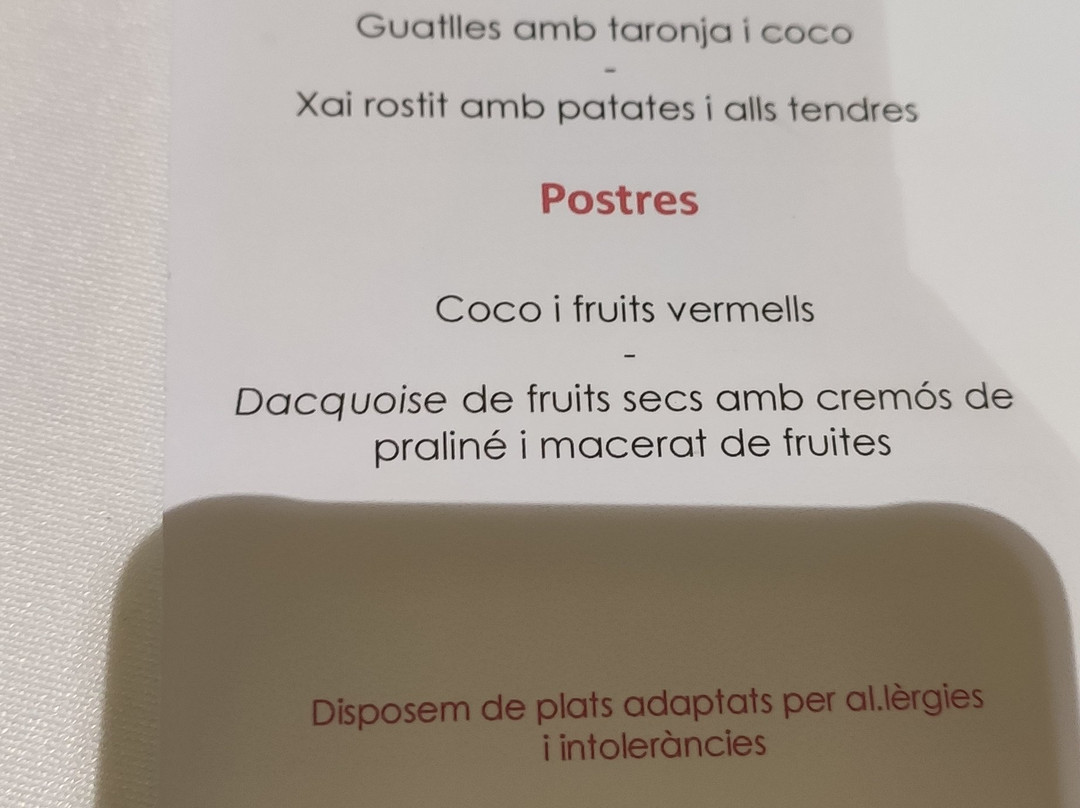 Guatlles amb taronja i coco
-
Xai rostit amb patates i alls tendres
Postres
Coco i fruits vermells
-
Dacquoise de fruits secs amb cremós de
praliné i macerat de fruites
Disposem de plats adaptats per al.lèrgies
i intoleràncies